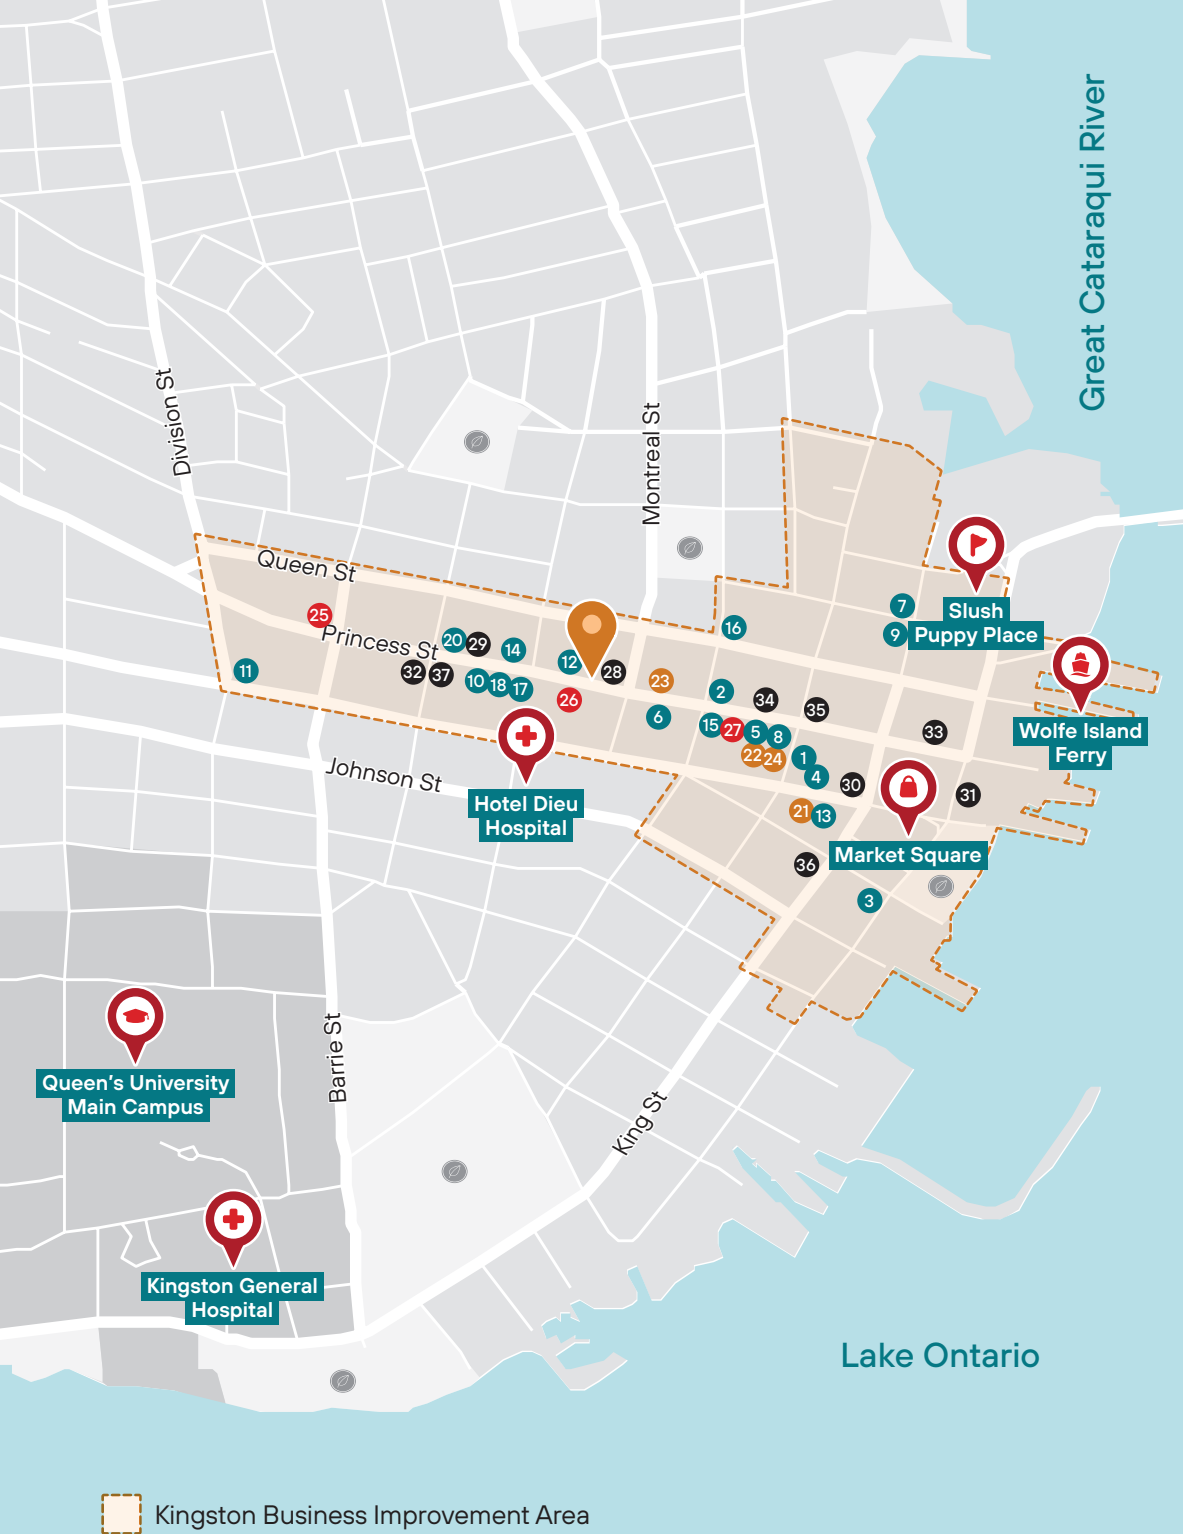 Great Cataraqui River
Division St
Montreal St
Queen St
25
Princess St
20
29
14
16
7
9
Slush
Puppy Place
11
32
37
10
18
17
12
28
26
23
6
2
34
35
15
27
5
8
22
24
1
4
30
33
31
21
13
36
3
Wolfe Island
Ferry
Johnson St
Hotel Dieu
Hospital
Market Square
Barrie St
Queen's University
Main Campus
King St
Kingston General
Hospital
Lake Ontario
Kingston Business Improvement Area